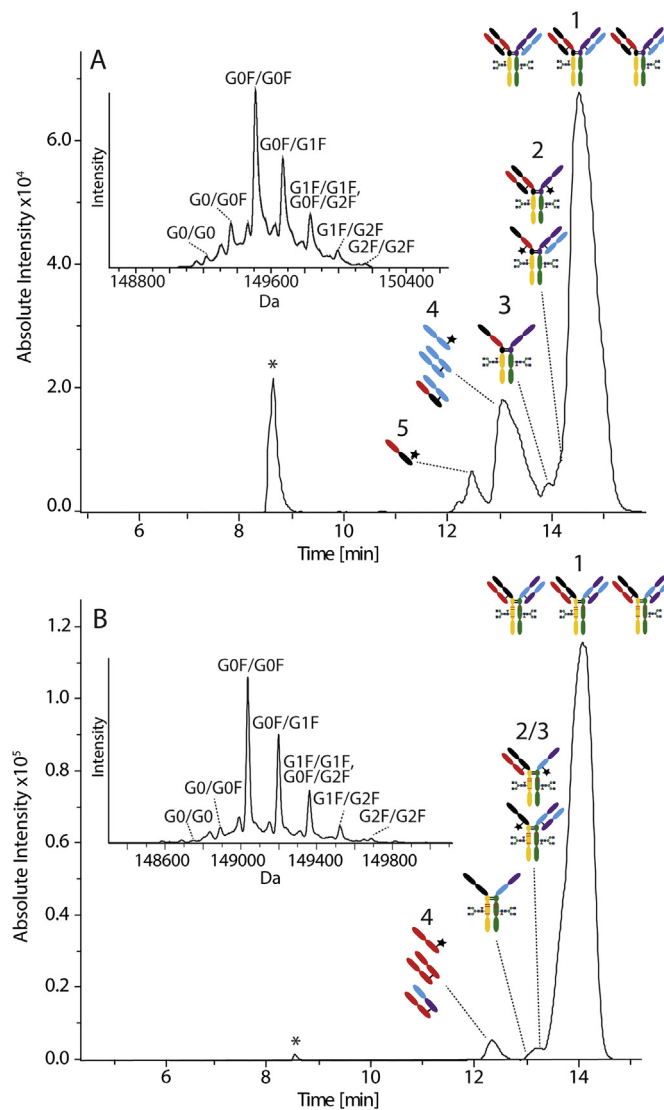 A
1
G0F/G0F
G0F/G1F
G1F/G1F,
G0F/G2F
G0/G0F
G0/G0
G1F/G2F
G2F/G2F
Intensity
148800 149600 150400
Da
2
3
4
5
*
Absolute Intensity x10⁴
6.0
4.0
2.0
0.0
6 8 10 12 14
Time [min]
B
1
G0F/G0F
G0F/G1F
G1F/G1F,
G0F/G2F
G0/G0F
G0/G0
G1F/G2F
G2F/G2F
Intensity
148600 149000 149400 149800
Da
2/3
4
*
Absolute Intensity x10⁵
1.2
1.0
0.8
0.6
0.4
0.2
0.0
6 8 10 12 14
Time [min]